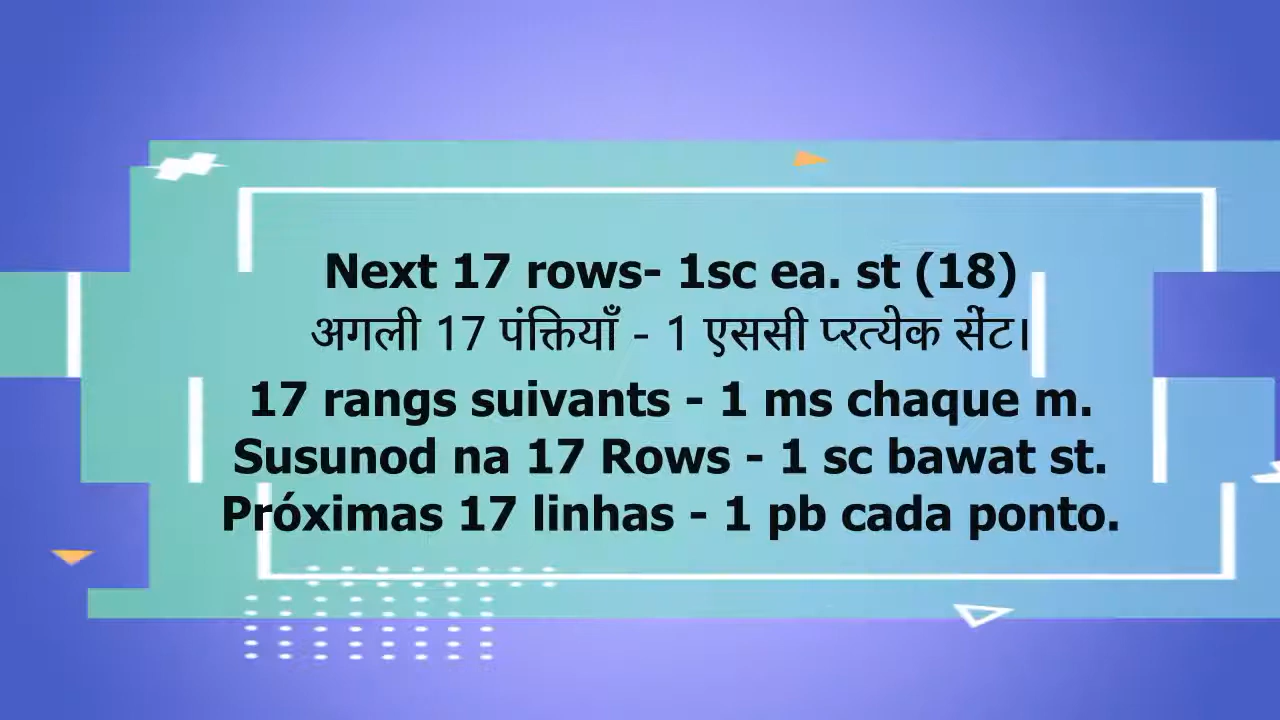 Next 17 rows- 1sc ea. st (18)
अगली 17 पंक्तियाँ - 1 एससी प्रत्येक सेंट।
17 rangs suivants - 1 ms chaque m.
Susunod na 17 Rows - 1 sc bawat st.
Próximas 17 linhas - 1 pb cada ponto.